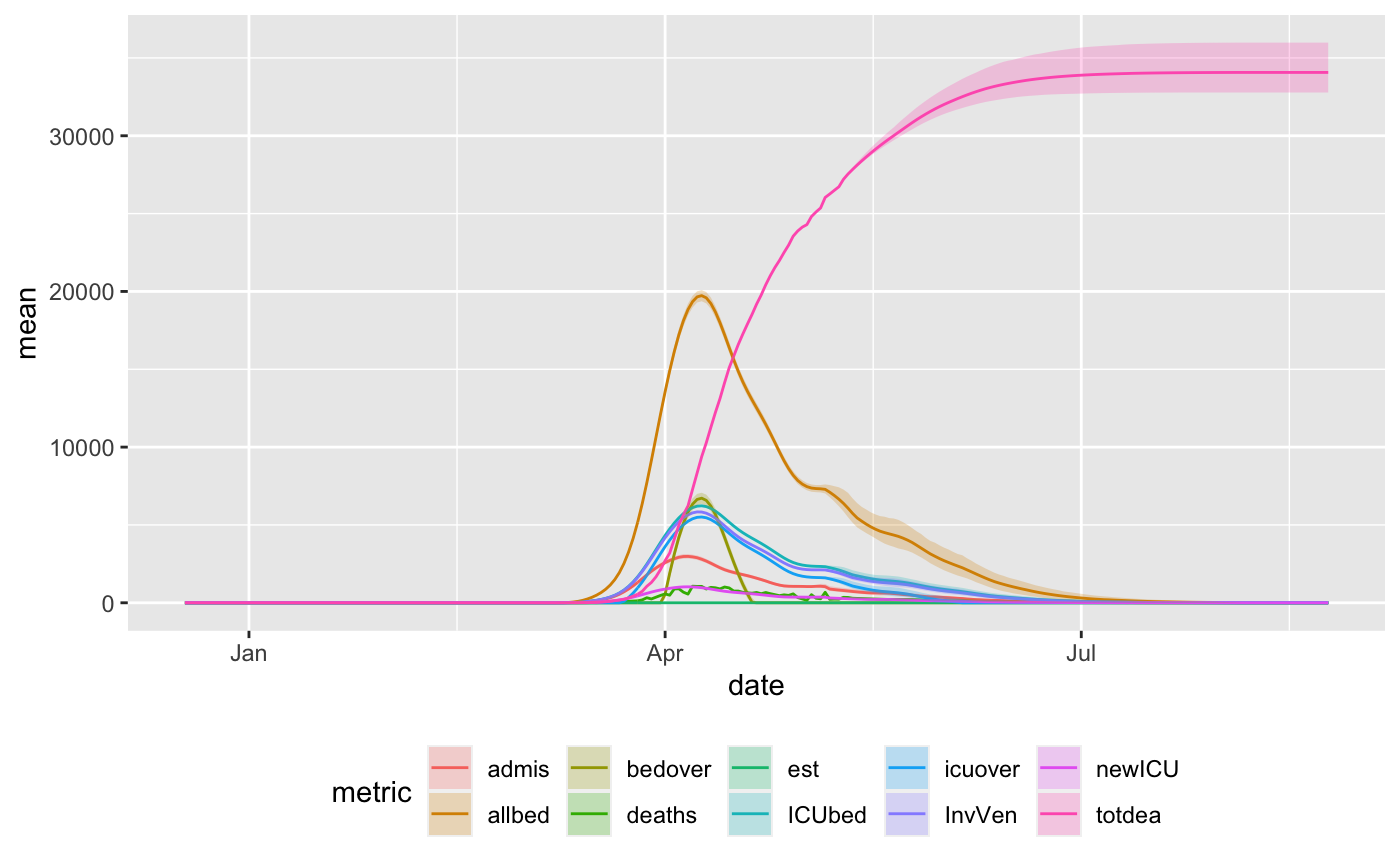 mean
30000
20000
10000
0
Jan Apr Jul
date
metric
admis bedover est icuover newICU
allbed deaths ICUbed InvVen totdea